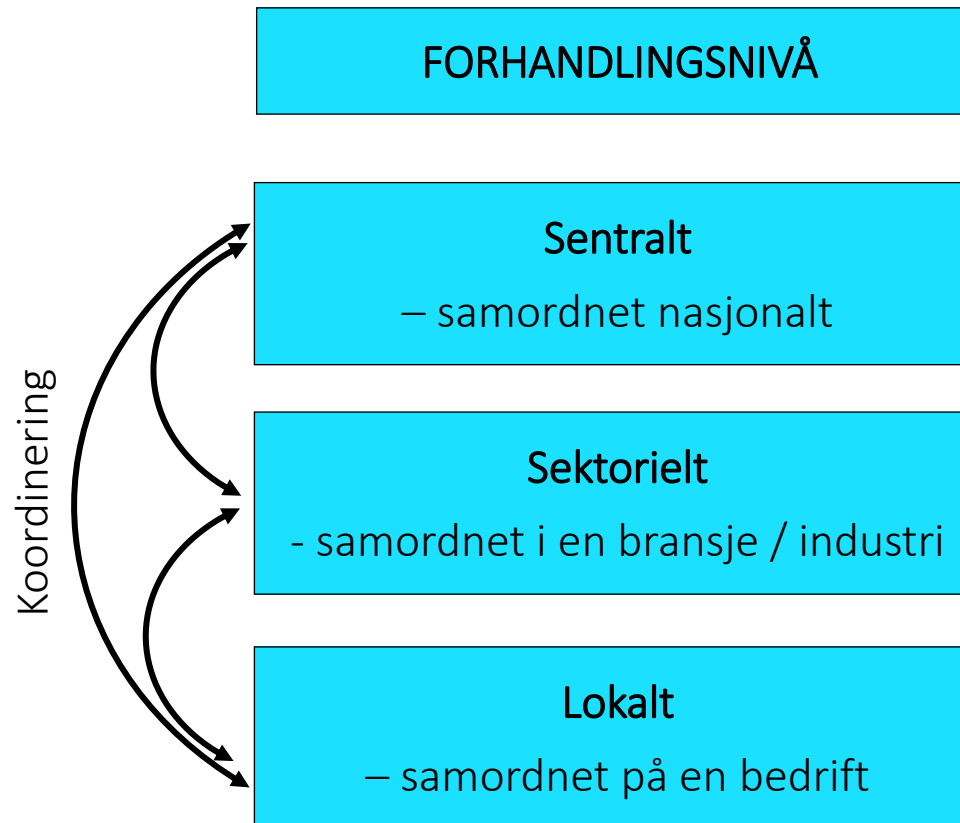 FORHANDLINGSNIVÅ
Sentralt
– samordnet nasjonalt
Koordinering
Sektorielt
- samordnet i en bransje / industri
Lokalt
– samordnet på en bedrift